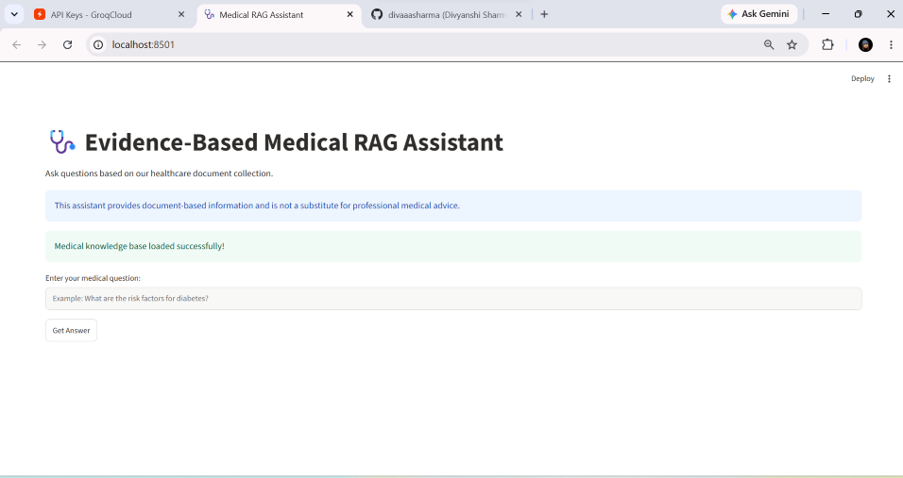 API Keys - GroqCloud
Medical RAG Assistant
divaaasharma (Divyanshi Sharm
Ask Gemini
localhost:8501
Deploy
Evidence-Based Medical RAG Assistant
Ask questions based on our healthcare document collection.
This assistant provides document-based information and is not a substitute for professional medical advice.
Medical knowledge base loaded successfully!
Enter your medical question:
Example: What are the risk factors for diabetes?
Get Answer